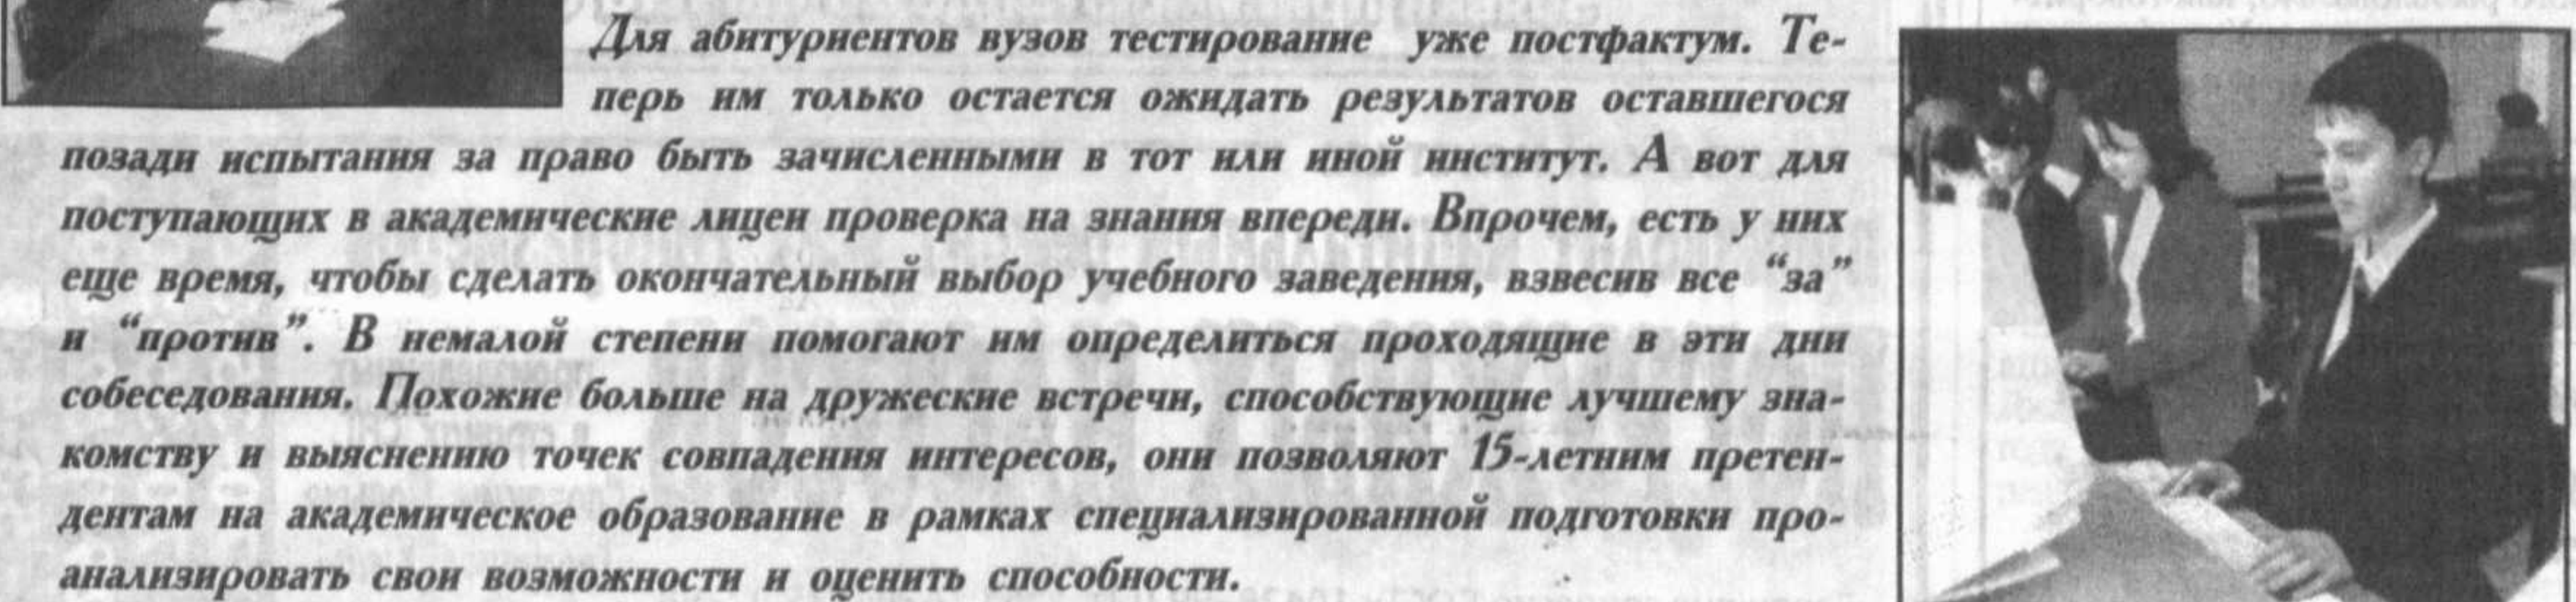 Для абитуриентов вузов тестирование уже постфактум. Те-
перь им только остается ожидать результатов оставшегося
позади испытания за право быть зачисленными в тот или иной институт. А вот для
поступающих в академические лицеи проверка на знания впереди. Впрочем, есть у них
еще время, чтобы сделать окончательный выбор учебного заведения, взвесив все “за”
и “против”. В немалой степени помогают им определиться проходящие в эти дни
собеседования. Похожие больше на дружеские встречи, способствующие лучшему зна-
комству и выяснению точек совпадения интересов, они позволяют 15-летним претен-
дентам на академическое образование в рамках специализированной подготовки про-
анализировать свои возможности и оценить способности.